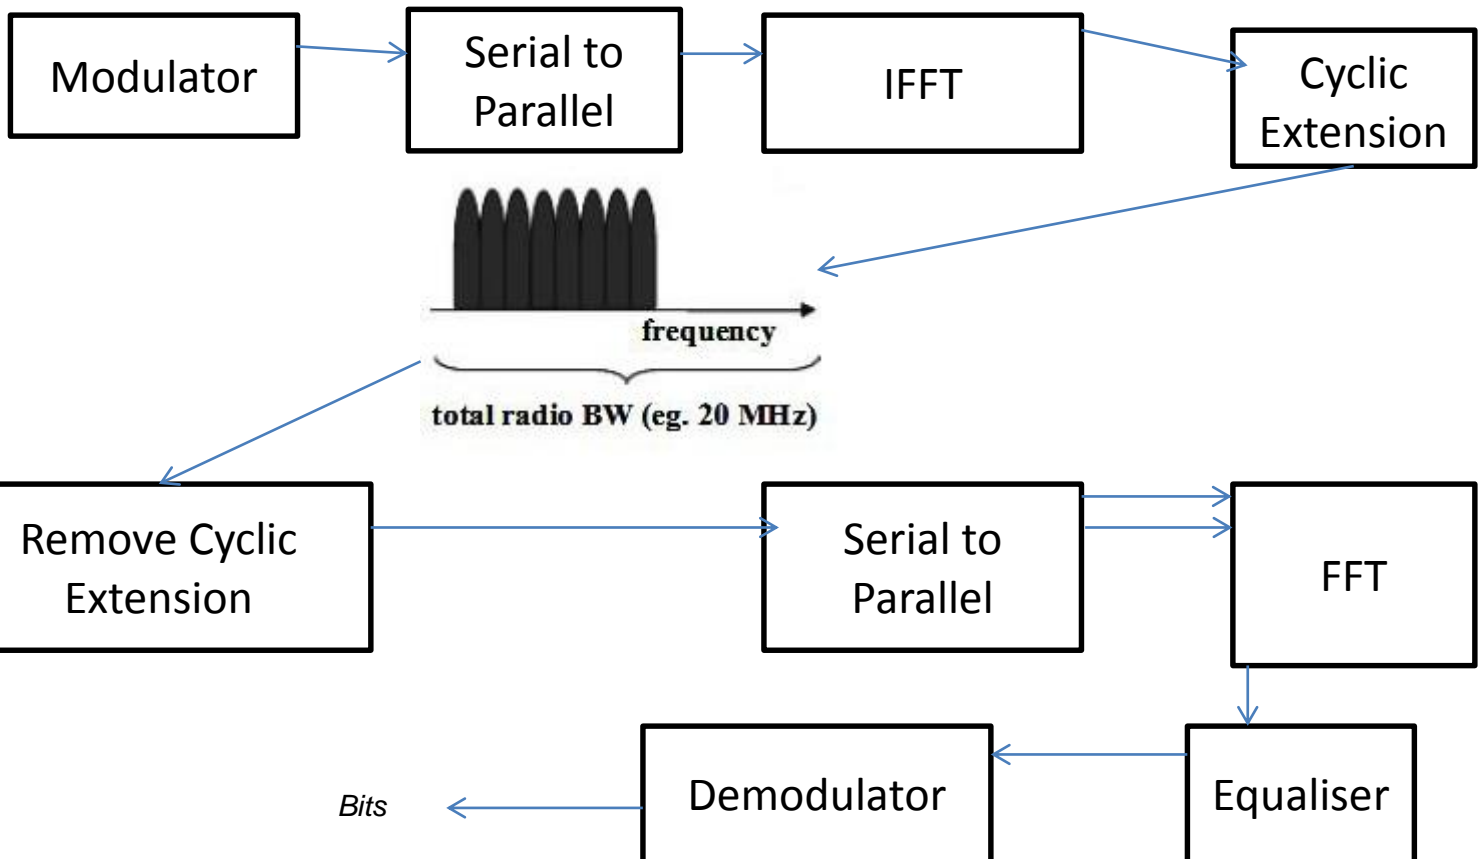 Modulator
Serial to
Parallel
IFFT
Cyclic
Extension
frequency
total radio BW (eg. 20 MHz)
Remove Cyclic
Extension
Serial to
Parallel
FFT
Bits
Demodulator
Equaliser